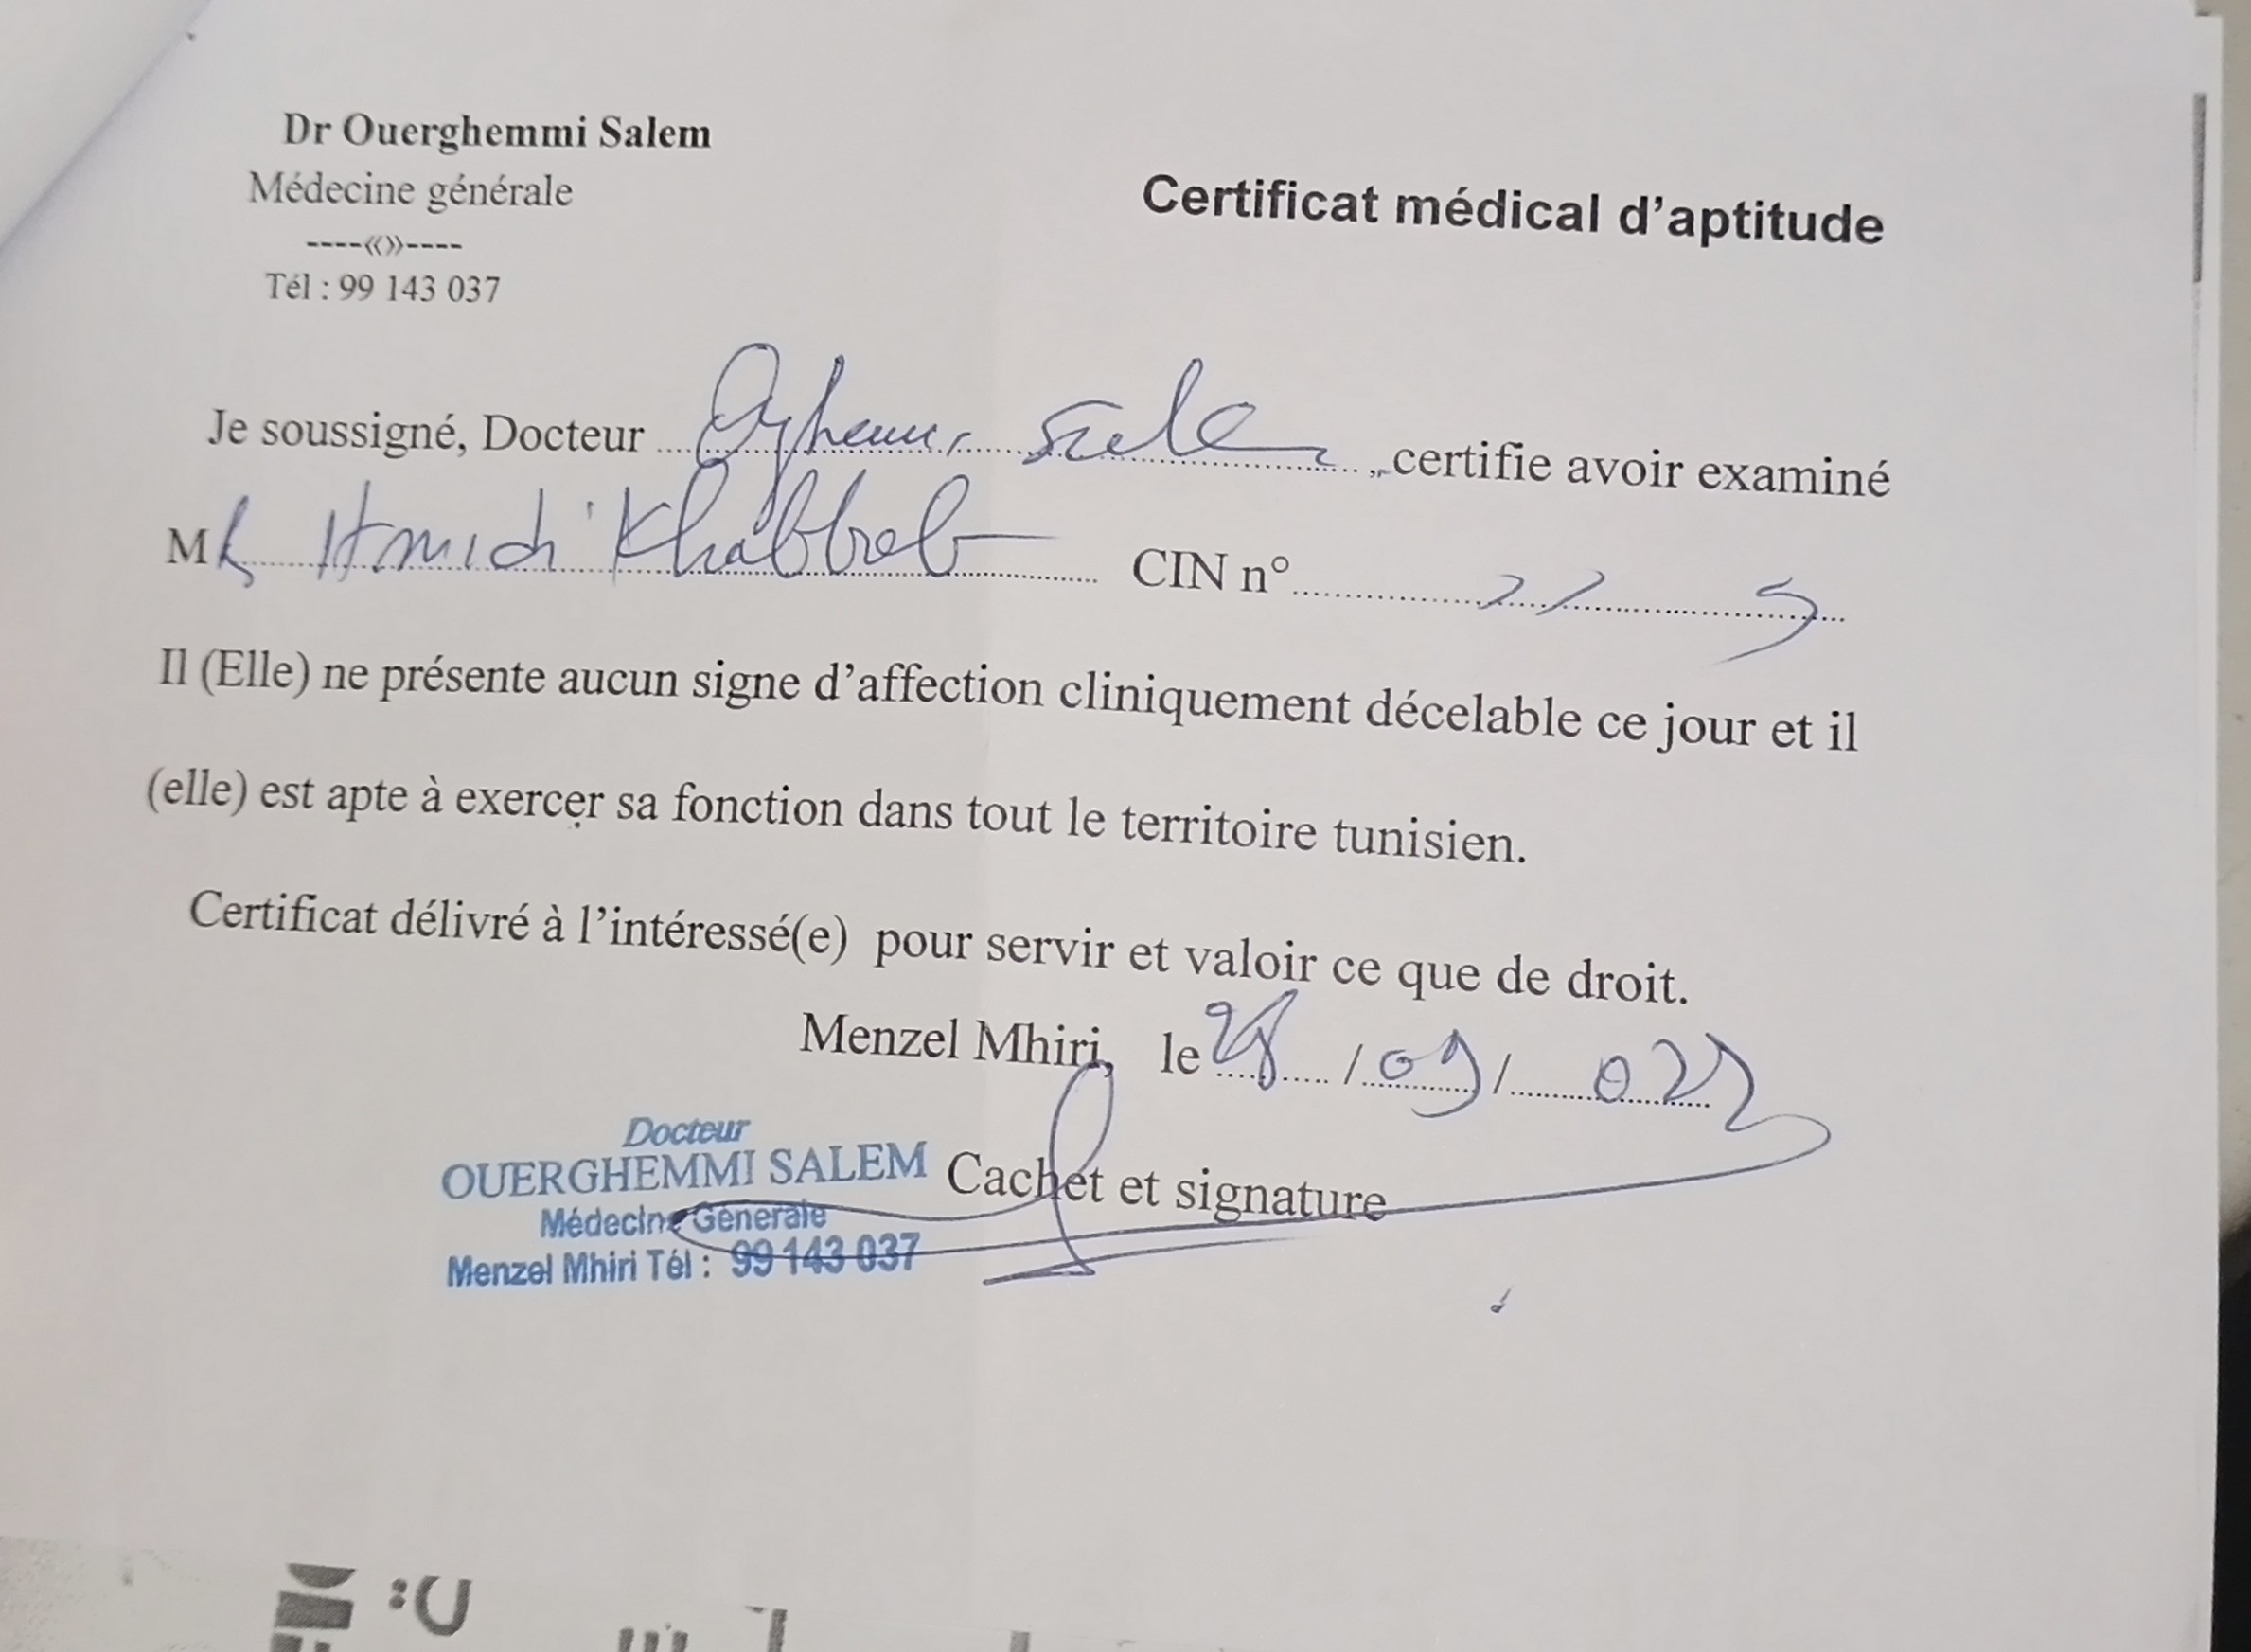 Dr Ouerghemmi Salem
Médecine générale
----«»----
Tél : 99 143 037
Certificat médical d'aptitude
Je soussigné, Docteur certifie avoir examiné
M Hmidi Khabbab CIN n°
Il (Elle) ne présente aucun signe d'affection cliniquement décelable ce jour et il
(elle) est apte à exercer sa fonction dans tout le territoire tunisien.
Certificat délivré à l'intéressé(e) pour servir et valoir ce que de droit.
Menzel Mhiri, le 28 / 09 /
Docteur
OUERGHEMMI SALEM
Cachet et signature
Médecine Générale
Menzel Mhiri Tél : 99 143 037